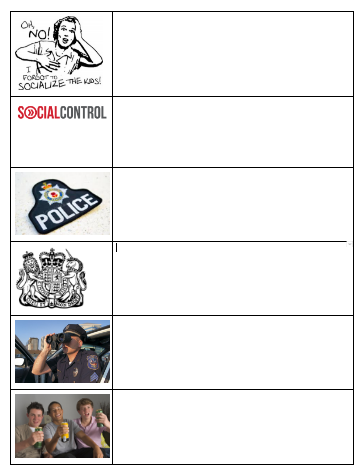 OH,
NO!
I
FORGOT TO
SOCIALIZE THE KIDS!
SOCIALCONTROL
POLICE